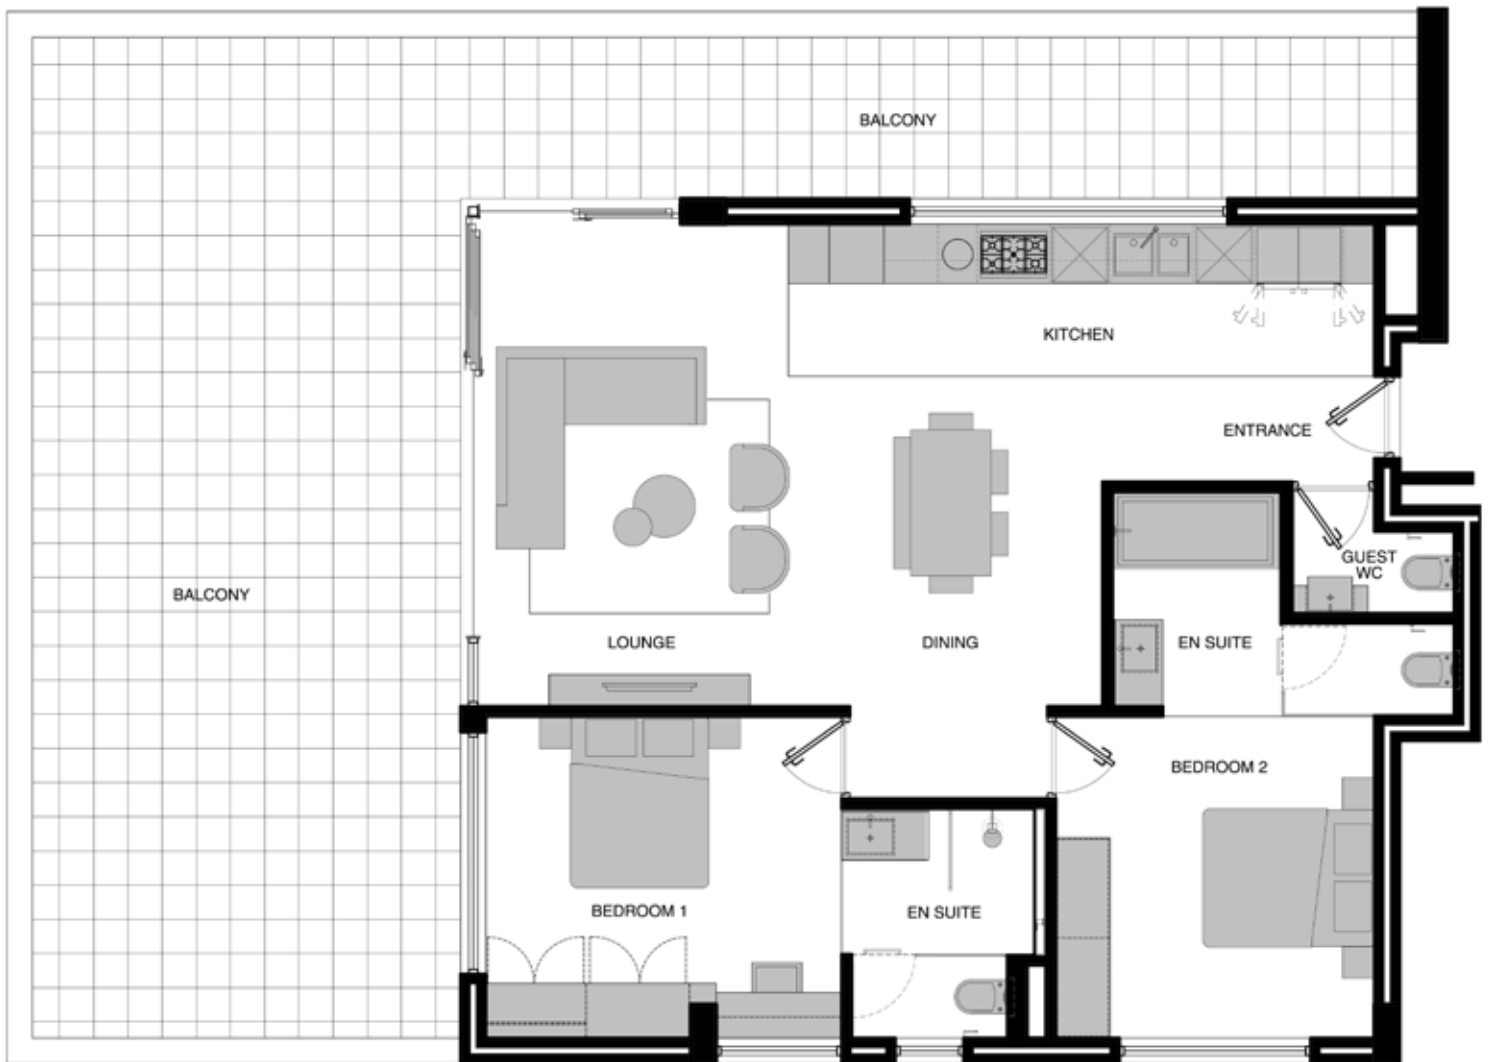 BALCONY
KITCHEN
ENTRANCE
GUEST
WC
BALCONY
LOUNGE
DINING
EN SUITE
BEDROOM 2
BEDROOM 1
EN SUITE